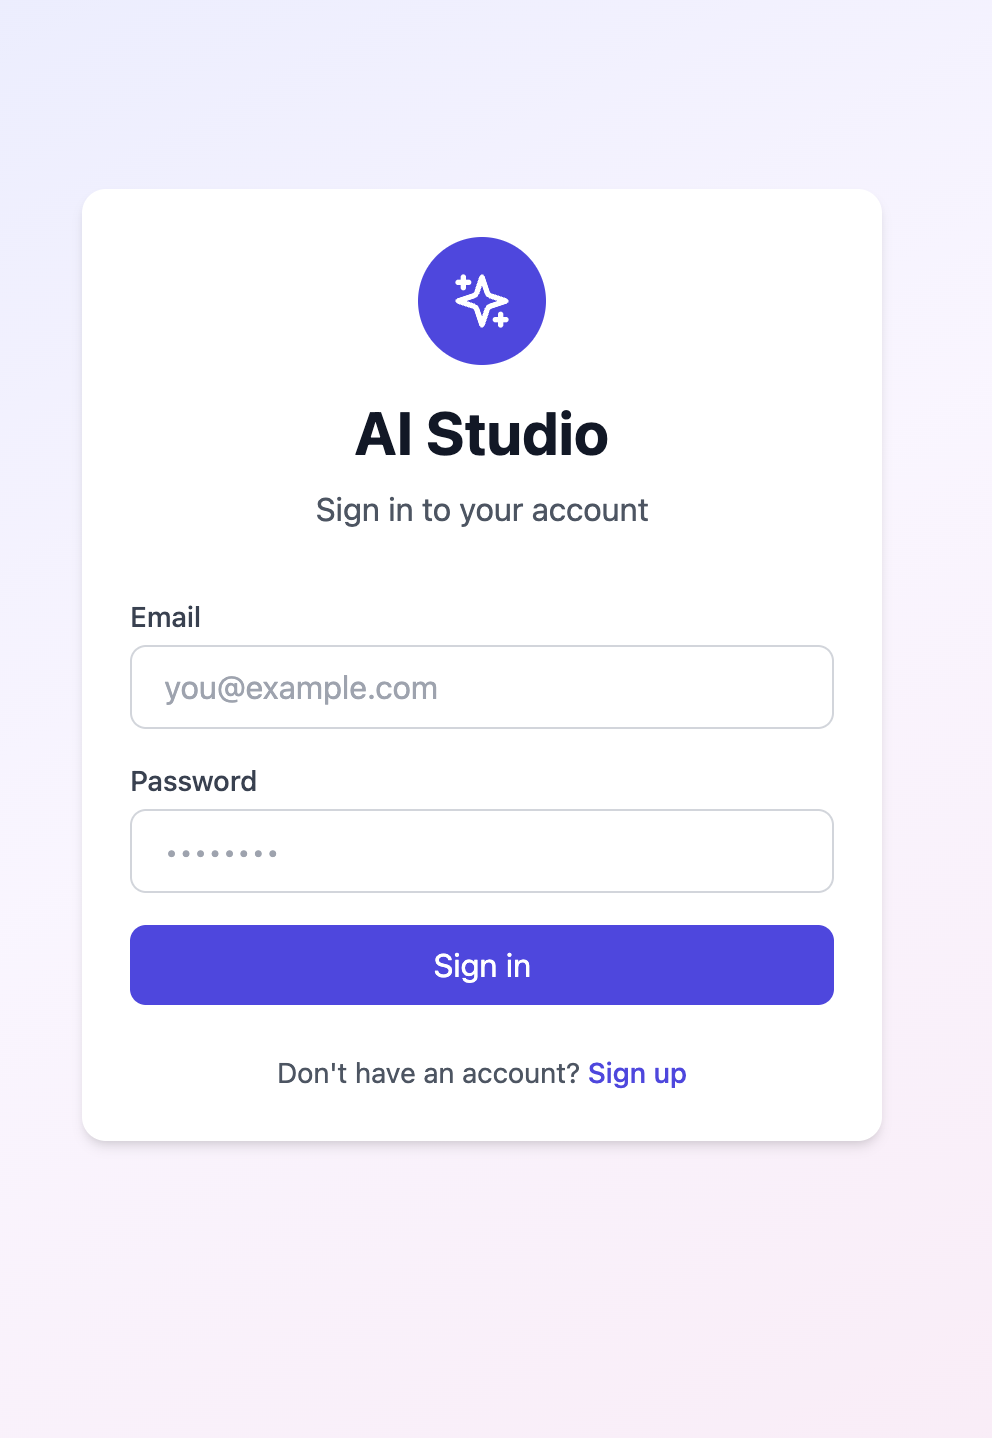 AI Studio
Sign in to your account
Email
you@example.com
Password
••••••••
Sign in
Don't have an account? Sign up